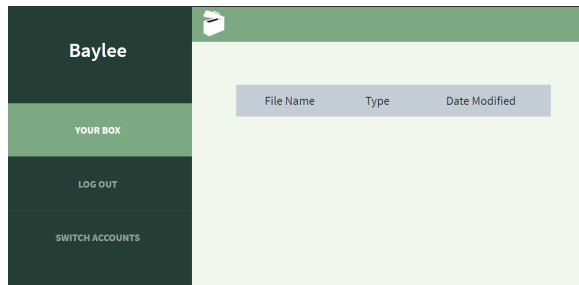 Baylee
YOUR BOX
LOG OUT
SWITCH ACCOUNTS
File Name Type Date Modified